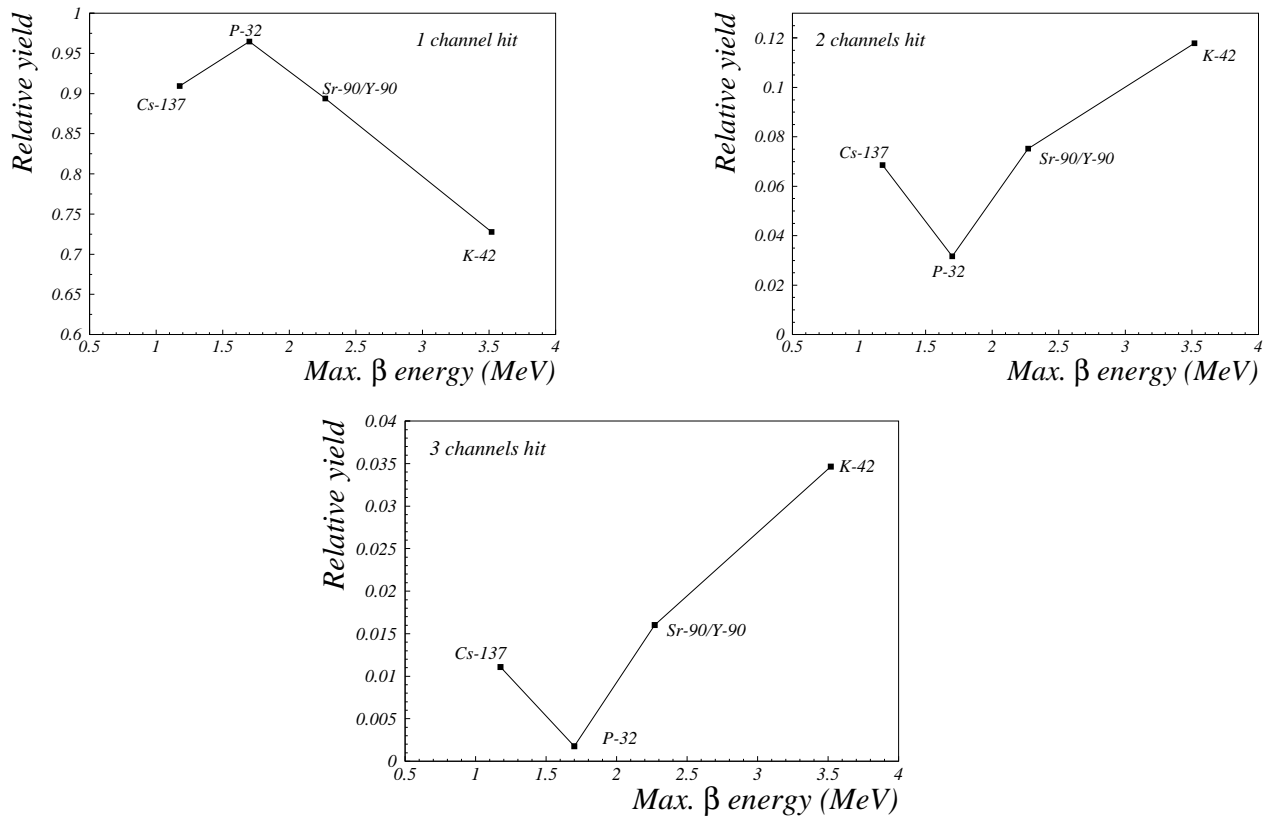 1 channel hit
Relative yield
1
0.95
0.9
0.85
0.8
0.75
0.7
0.65
0.6
P-32
Sr-90/Y-90
Cs-137
K-42
0.5 1 1.5 2 2.5 3 3.5 4
Max. β energy (MeV)
2 channels hit
Relative yield
0.12
0.1
0.08
0.06
0.04
0.02
0
K-42
Cs-137
Sr-90/Y-90
P-32
0.5 1 1.5 2 2.5 3 3.5 4
Max. β energy (MeV)
3 channels hit
Relative yield
0.04
0.035
0.03
0.025
0.02
0.015
0.01
0.005
0
K-42
Sr-90/Y-90
Cs-137
P-32
0.5 1 1.5 2 2.5 3 3.5 4
Max. β energy (MeV)